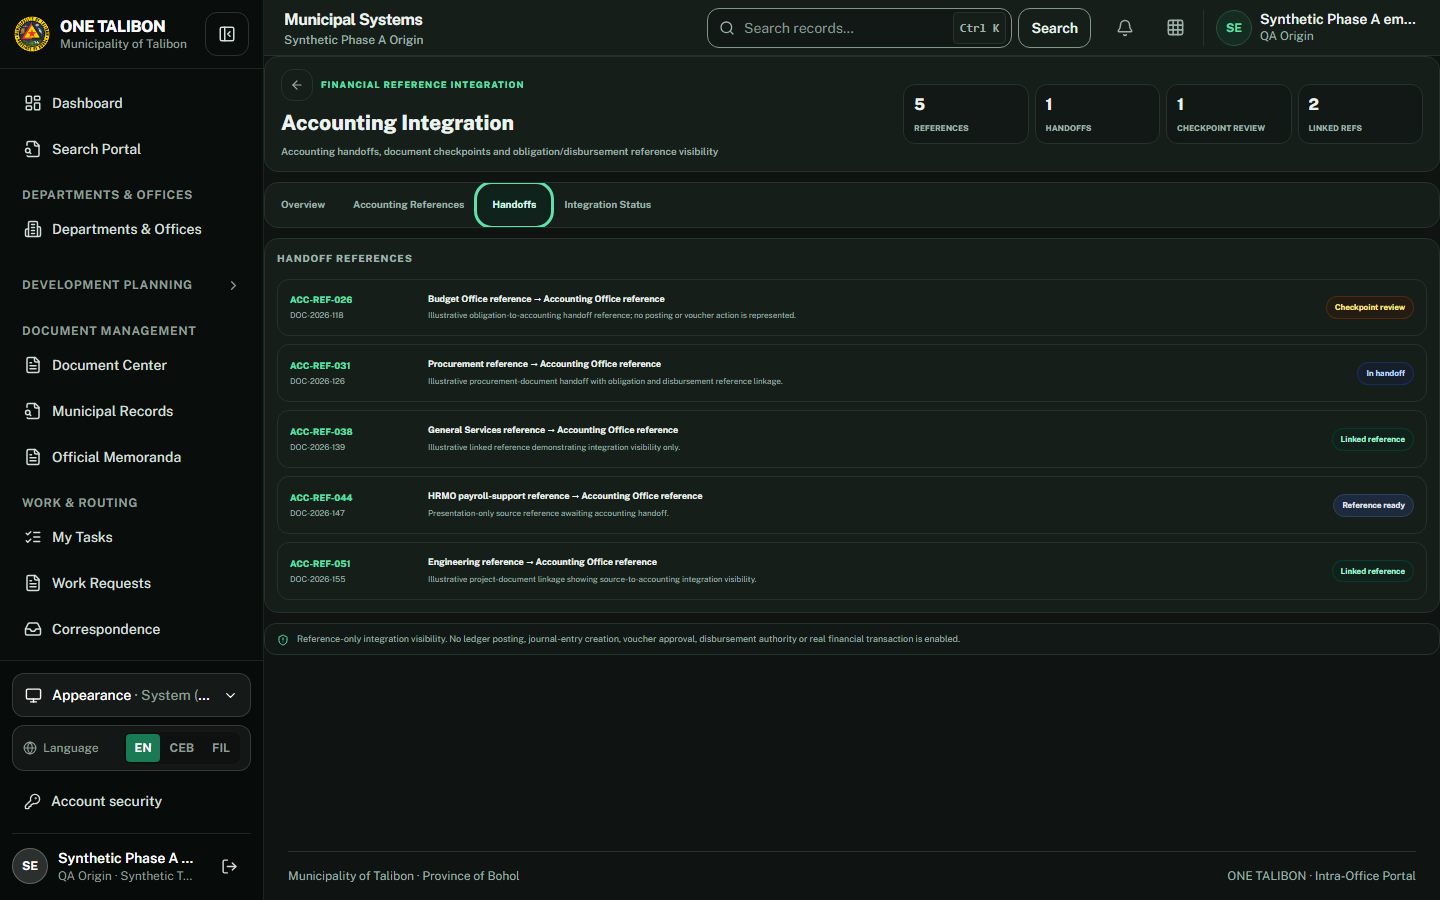 ONE TALIBON
Municipality of Talibon
Dashboard
Search Portal
DEPARTMENTS & OFFICES
Departments & Offices
DEVELOPMENT PLANNING
DOCUMENT MANAGEMENT
Document Center
Municipal Records
Official Memoranda
WORK & ROUTING
My Tasks
Work Requests
Correspondence
Appearance · System (...
Language EN CEB FIL
Account security
SE Synthetic Phase A ...
QA Origin · Synthetic T...
Municipal Systems
Synthetic Phase A Origin
Search records... Ctrl K Search
SE Synthetic Phase A em...
QA Origin
FINANCIAL REFERENCE INTEGRATION
Accounting Integration
Accounting handoffs, document checkpoints and obligation/disbursement reference visibility
5 REFERENCES
1 HANDOFFS
1 CHECKPOINT REVIEW
2 LINKED REFS
Overview Accounting References Handoffs Integration Status
HANDOFF REFERENCES
ACC-REF-026 Budget Office reference → Accounting Office reference Checkpoint review
DOC-2026-118 Illustrative obligation-to-accounting handoff reference; no posting or voucher action is represented.
ACC-REF-031 Procurement reference → Accounting Office reference In handoff
DOC-2026-126 Illustrative procurement-document handoff with obligation and disbursement reference linkage.
ACC-REF-038 General Services reference → Accounting Office reference Linked reference
DOC-2026-139 Illustrative linked reference demonstrating integration visibility only.
ACC-REF-044 HRMO payroll-support reference → Accounting Office reference Reference ready
DOC-2026-147 Presentation-only source reference awaiting accounting handoff.
ACC-REF-051 Engineering reference → Accounting Office reference Linked reference
DOC-2026-155 Illustrative project-document linkage showing source-to-accounting integration visibility.
Reference-only integration visibility. No ledger posting, journal-entry creation, voucher approval, disbursement authority or real financial transaction is enabled.
Municipality of Talibon · Province of Bohol
ONE TALIBON · Intra-Office Portal